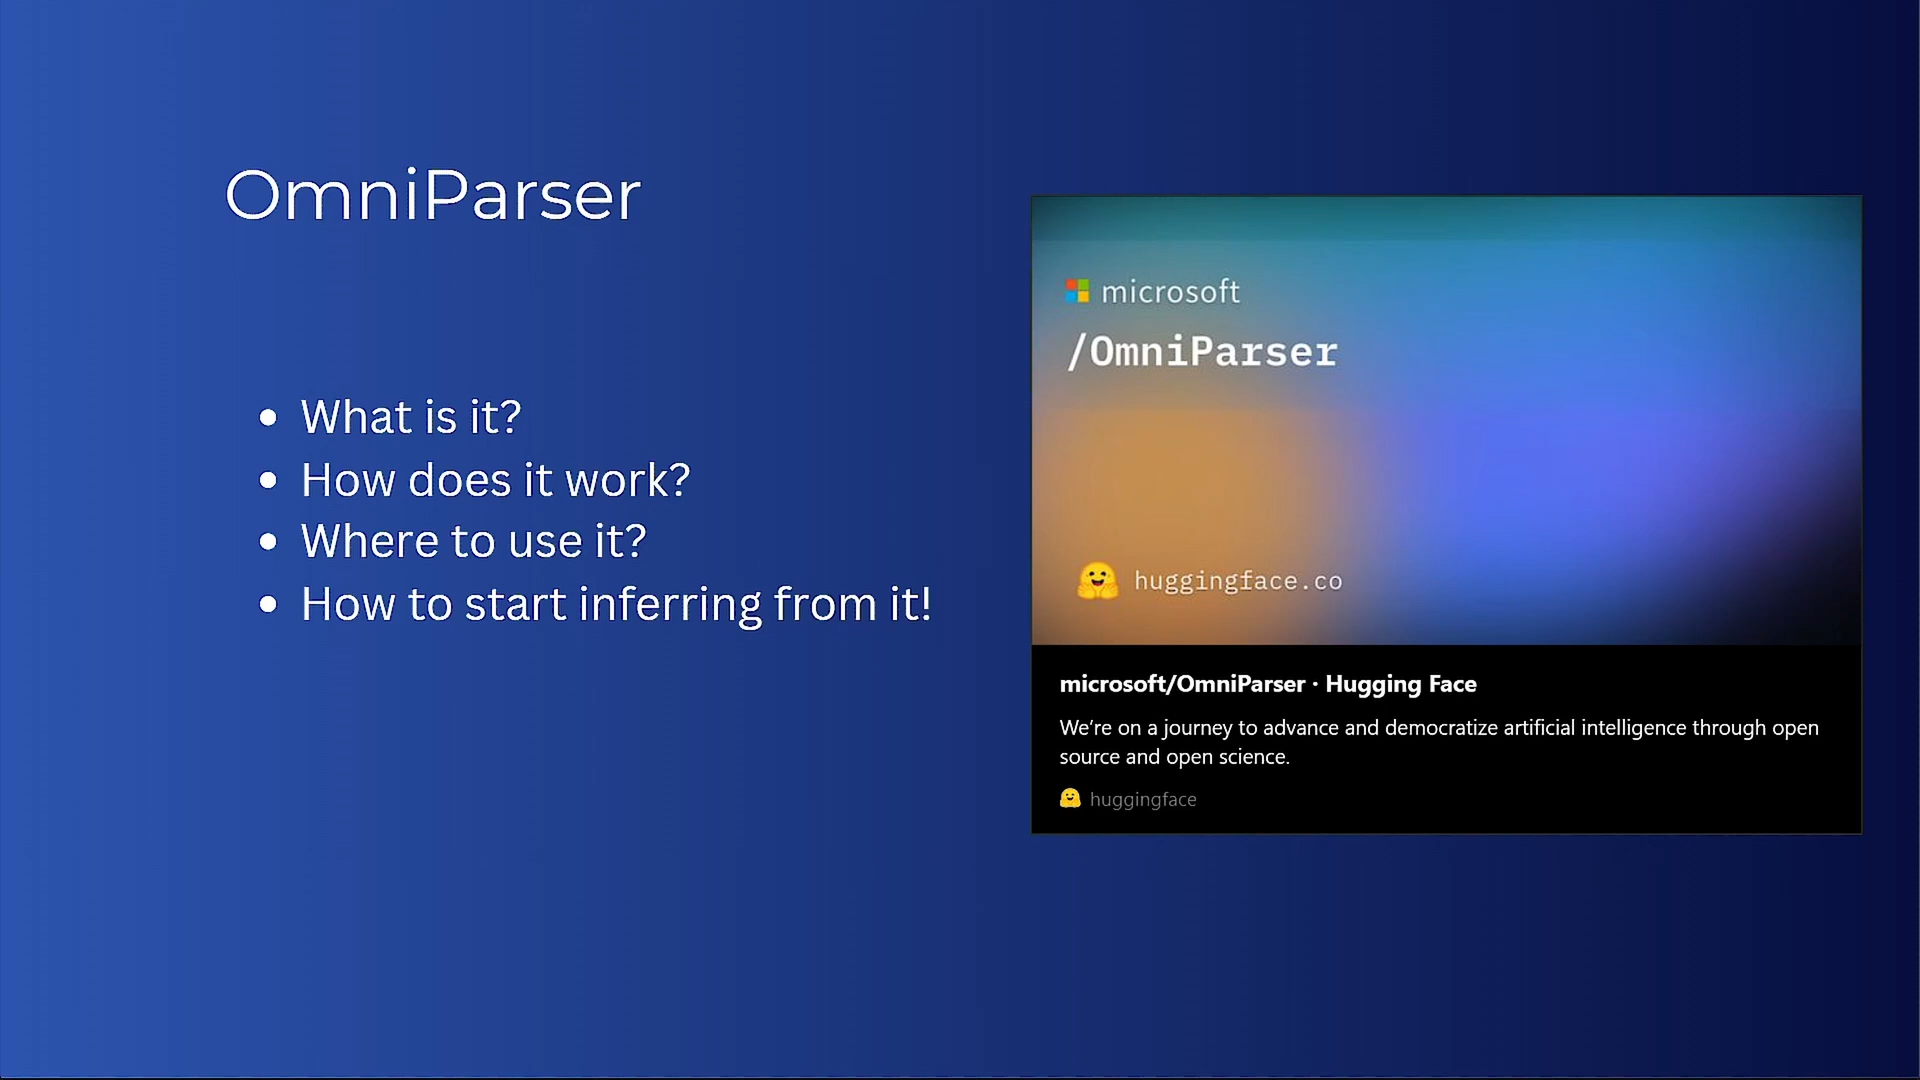 OmniParser
• What is it?
• How does it work?
• Where to use it?
• How to start inferring from it!
microsoft
/OmniParser
huggingface.co
microsoft/OmniParser · Hugging Face
We’re on a journey to advance and democratize artificial intelligence through open
source and open science.
huggingface